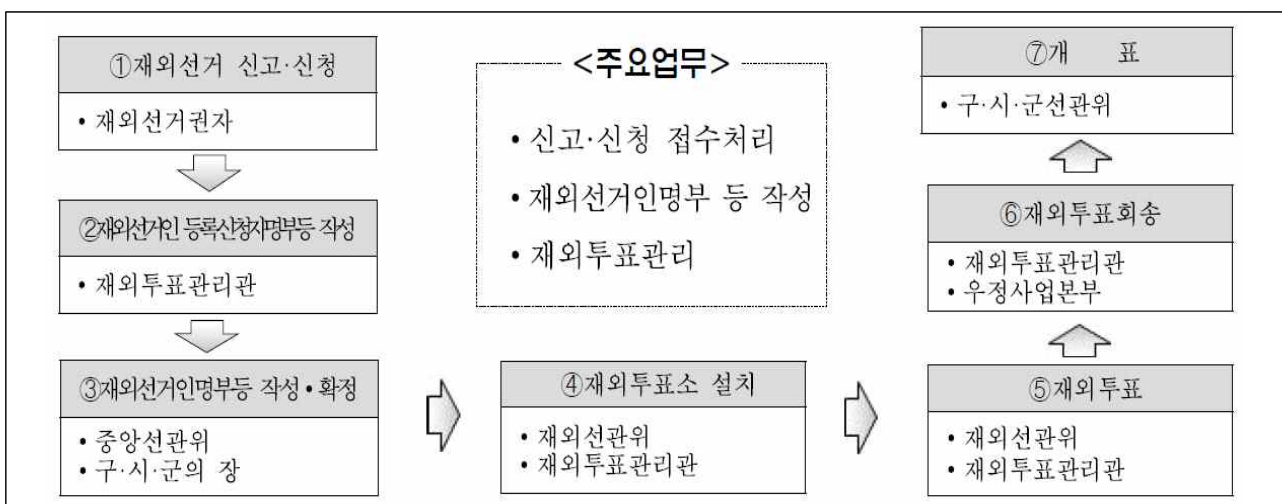 ①재외선거 신고·신청
• 재외선거권자
②재외선거인 등록신청자명부등 작성
• 재외투표관리관
③재외선거인명부등 작성•확정
• 중앙선관위
• 구·시·군의 장
<주요업무>
• 신고·신청 접수처리
• 재외선거인명부 등 작성
• 재외투표관리
④재외투표소 설치
• 재외선관위
• 재외투표관리관
⑤재외투표
• 재외선관위
• 재외투표관리관
⑥재외투표회송
• 재외투표관리관
• 우정사업본부
⑦개 표
• 구·시·군선관위